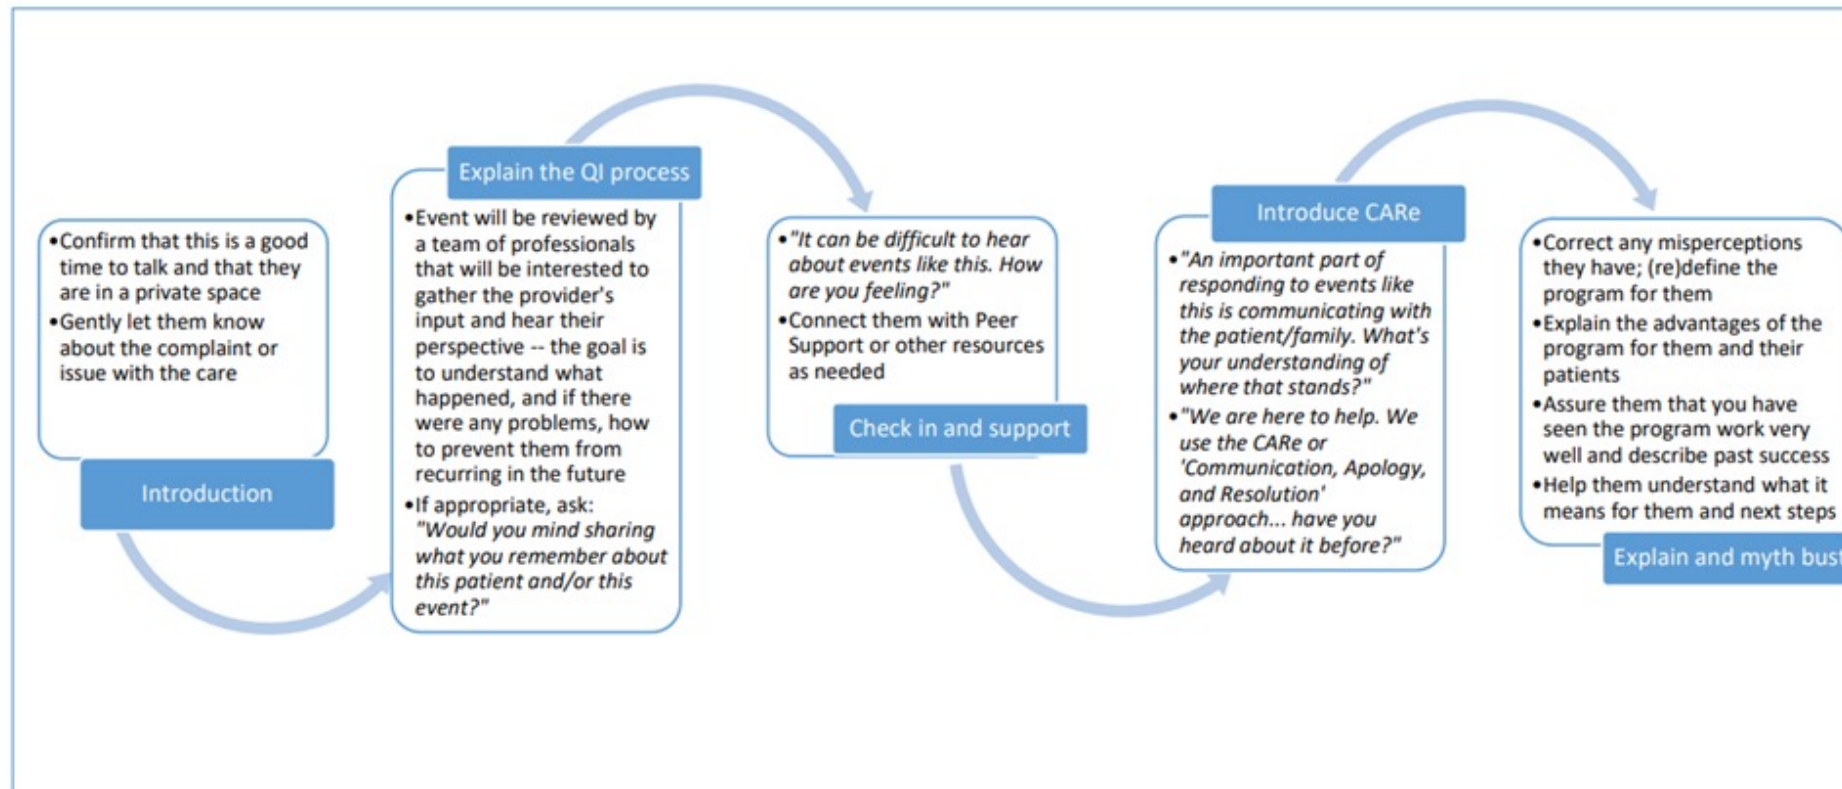 •Confirm that this is a good
time to talk and that they
are in a private space
•Gently let them know
about the complaint or
issue with the care
Introduction
Explain the QI process
•Event will be reviewed by
a team of professionals
that will be interested to
gather the provider's
input and hear their
perspective -- the goal is
to understand what
happened, and if there
were any problems, how
to prevent them from
recurring in the future
•If appropriate, ask:
"Would you mind sharing
what you remember about
this patient and/or this
event?"
•"It can be difficult to hear
about events like this. How
are you feeling?"
•Connect them with Peer
Support or other resources
as needed
Check in and support
Introduce CARe
•"An important part of
responding to events like
this is communicating with
the patient/family. What's
your understanding of
where that stands?"
•"We are here to help. We
use the CARe or
'Communication, Apology,
and Resolution'
approach... have you
heard about it before?"
•Correct any misperceptions
they have; (re)define the
program for them
•Explain the advantages of the
program for them and their
patients
•Assure them that you have
seen the program work very
well and describe past success
•Help them understand what it
means for them and next steps
Explain and myth bust